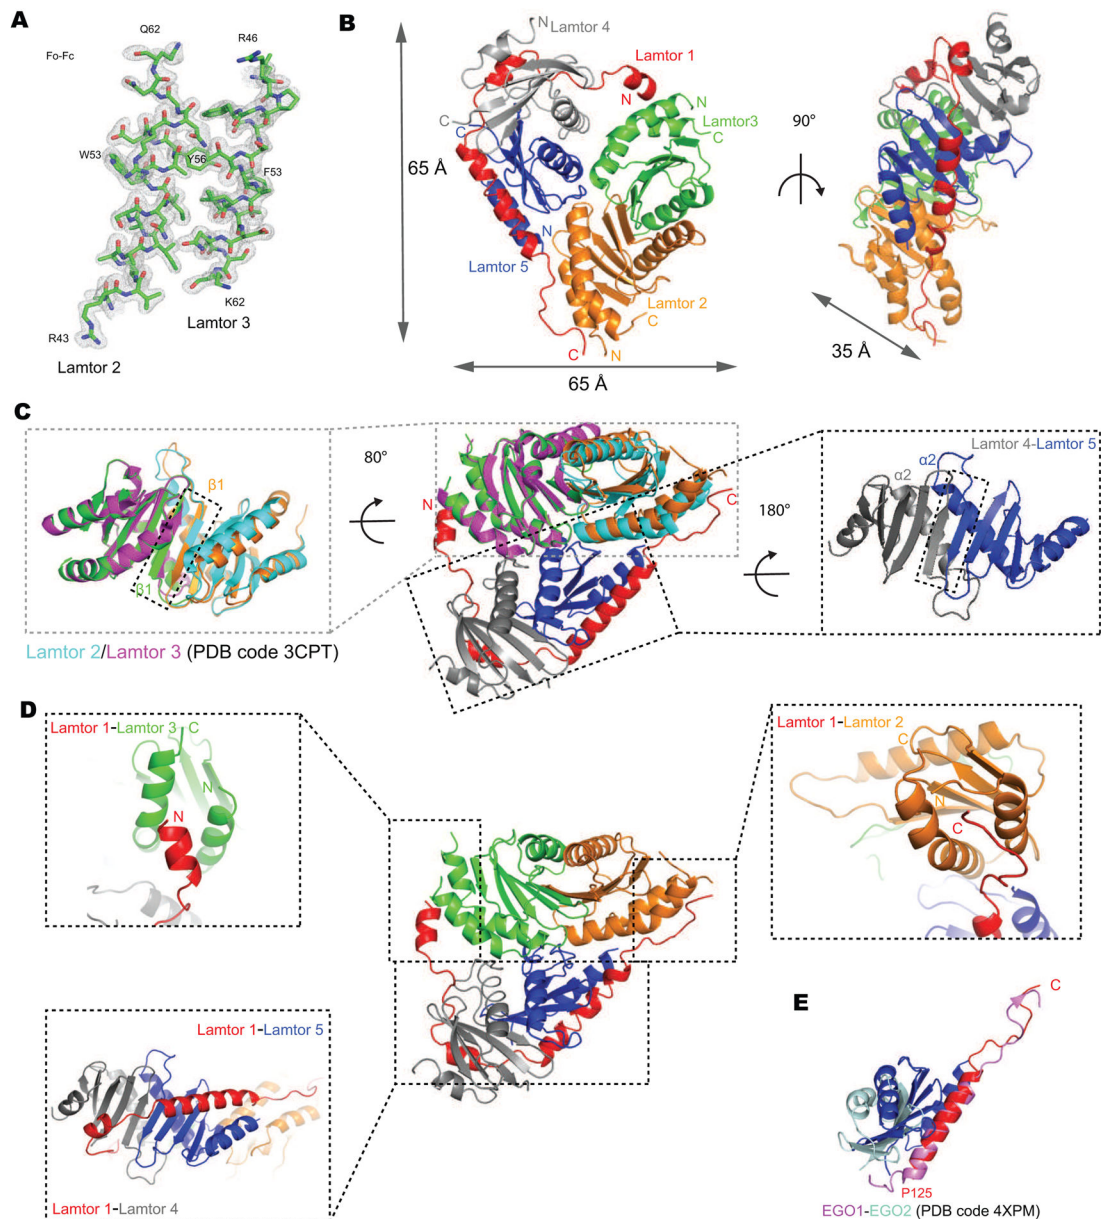 A
Fo-Fc
Q62
R46
W53
Y56
F53
K62
Lamtor 3
R43
Lamtor 2
B
N
Lamtor 4
Lamtor 1
N
N
Lamtor3
C
C
C
65 Å
90°
N
Lamtor 5
Lamtor 2
C
C
N
65 Å
35 Å
C
β1
β1
80°
N
C
180°
Lamtor 4-Lamtor 5
α2
α2
Lamtor 2/Lamtor 3 (PDB code 3CPT)
D
Lamtor 1-Lamtor 3
C
N
N
Lamtor 1-Lamtor 2
C
N
C
Lamtor 1-Lamtor 5
Lamtor 1-Lamtor 4
E
C
P125
EGO1-EGO2 (PDB code 4XPM)